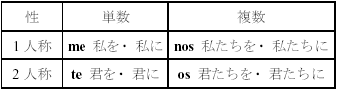 性 単数 複数
1人称 me 私を・私に nos 私たちを・私たちに
2人称 te 君を・君に os 君たちを・君たちに